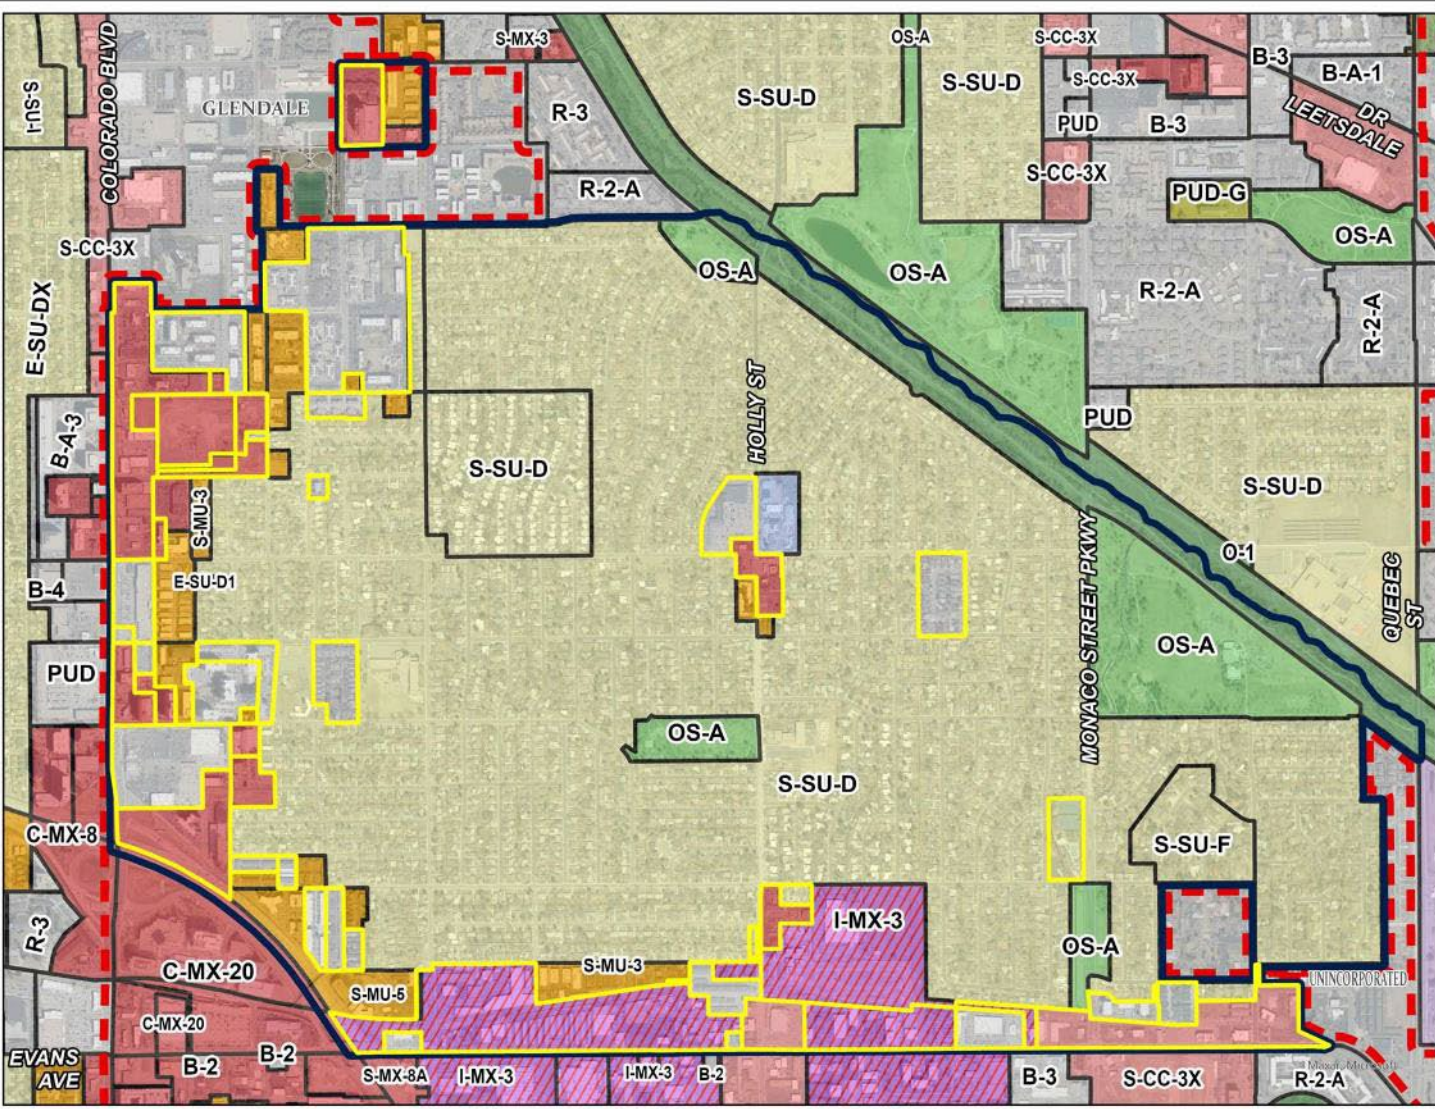 S-MX-3
OS-A
S-CC-3X
B-3
B-A-1
S-SU-I
COLORADO BLVD
GLENDALE
S-SU-D
S-SU-D
S-CC-3X
R-3
PUD
B-3
DR
LEETSDALE
S-CC-3X
R-2-A
PUD-G
OS-A
S-CC-3X
OS-A
OS-A
R-2-A
R-2-A
E-SU-DX
HOLLY ST
PUD
B-A-3
S-SU-D
S-SU-D
S-MU-3
MONACO STREET PKWY
O-1
QUEBEC
ST
B-4
E-SU-D1
OS-A
PUD
OS-A
S-SU-D
C-MX-8
S-SU-F
R-3
I-MX-3
OS-A
C-MX-20
S-MU-3
UNINCORPORATED
S-MU-5
C-MX-20
EVANS
AVE
B-2
B-2
S-MX-8A
I-MX-3
I-MX-3
B-2
B-3
S-CC-3X
R-2-A
Maxar, Microsoft